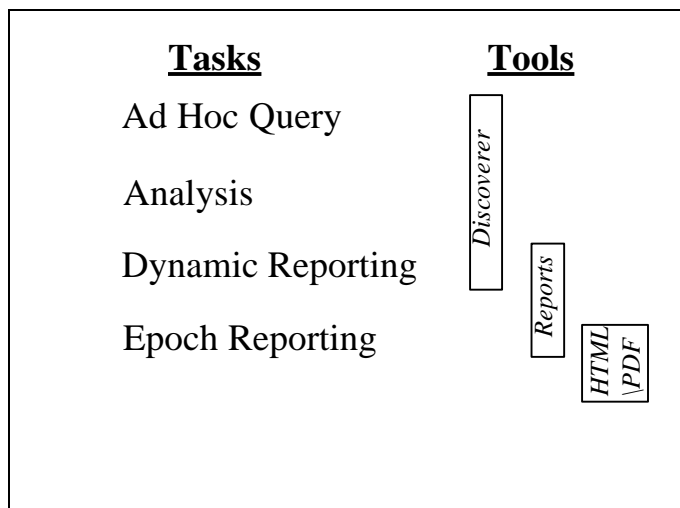 Tasks
Tools
Ad Hoc Query
Analysis
Dynamic Reporting
Epoch Reporting
Discoverer
Reports
HTML
\PDF